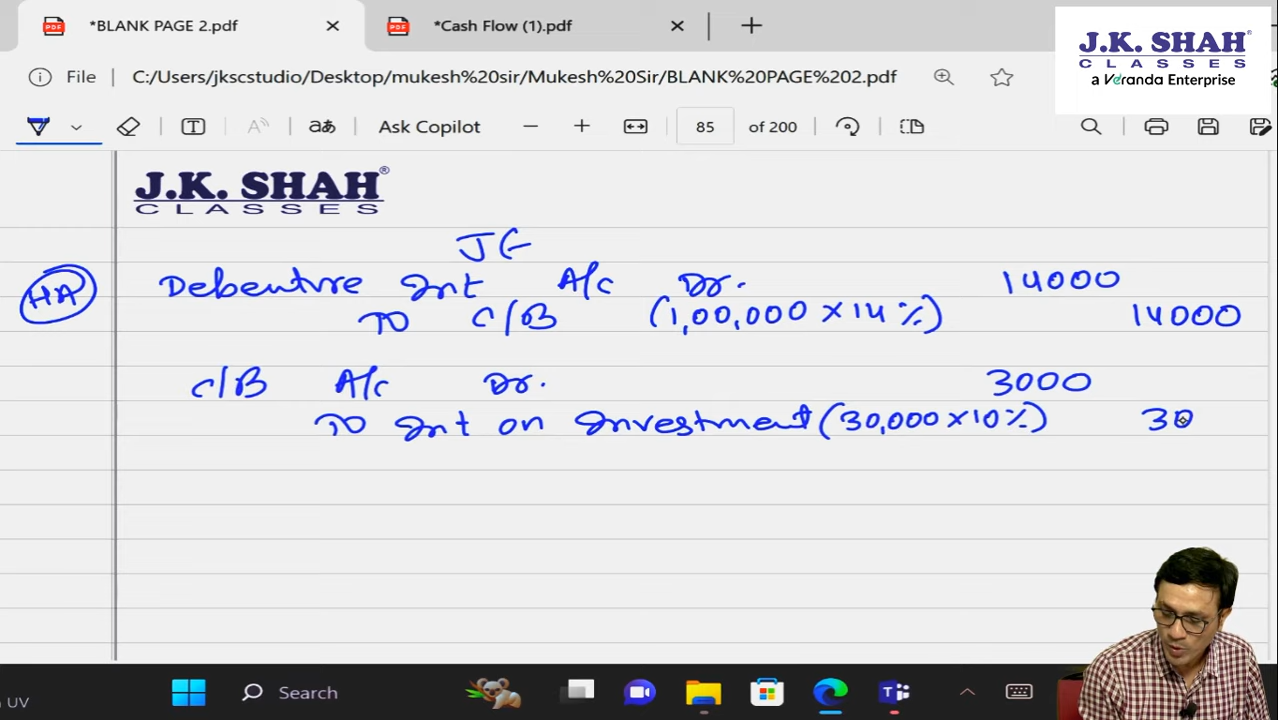 *BLANK PAGE 2.pdf
*Cash Flow (1).pdf
J.K. SHAH®
CLASSES
a Veranda Enterprise
File
C:/Users/jkscstudio/Desktop/mukesh%20sir/Mukesh%20Sir/BLANK%20PAGE%202.pdf
Ask Copilot
85 of 200
J.K. SHAH®
CLASSES
JE
HA
Debenture Int A/c Dr. 14000
TO C/B (1,00,000 × 14%) 14000
C/B A/c Dr. 3000
TO Int on Investment (30,000 × 10%) 30
UV
Search